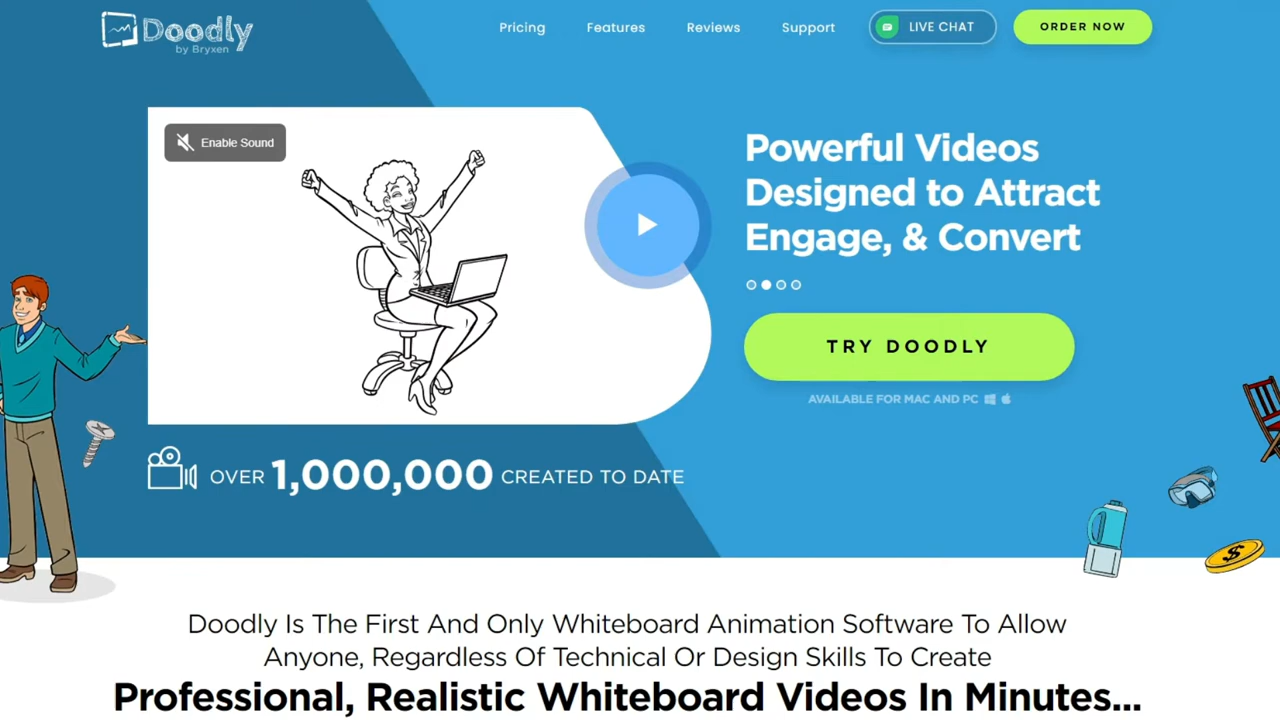 Doodly
by Bryxen
Pricing
Features
Reviews
Support
LIVE CHAT
ORDER NOW
Enable Sound
Powerful Videos
Designed to Attract
Engage, & Convert
TRY DOODLY
AVAILABLE FOR MAC AND PC
OVER 1,000,000 CREATED TO DATE
$
Doodly Is The First And Only Whiteboard Animation Software To Allow
Anyone, Regardless Of Technical Or Design Skills To Create
Professional, Realistic Whiteboard Videos In Minutes...